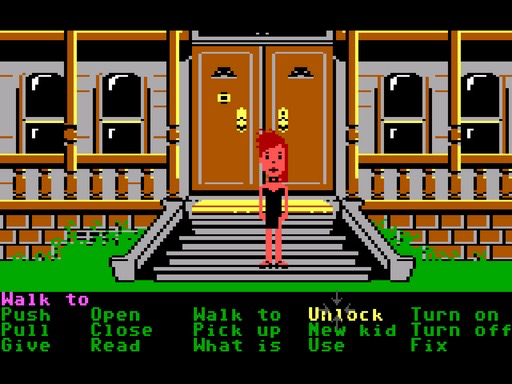 Walk to
Push Open Walk to Unlock Turn on
Pull Close Pick up New kid Turn off
Give Read What is Use Fix